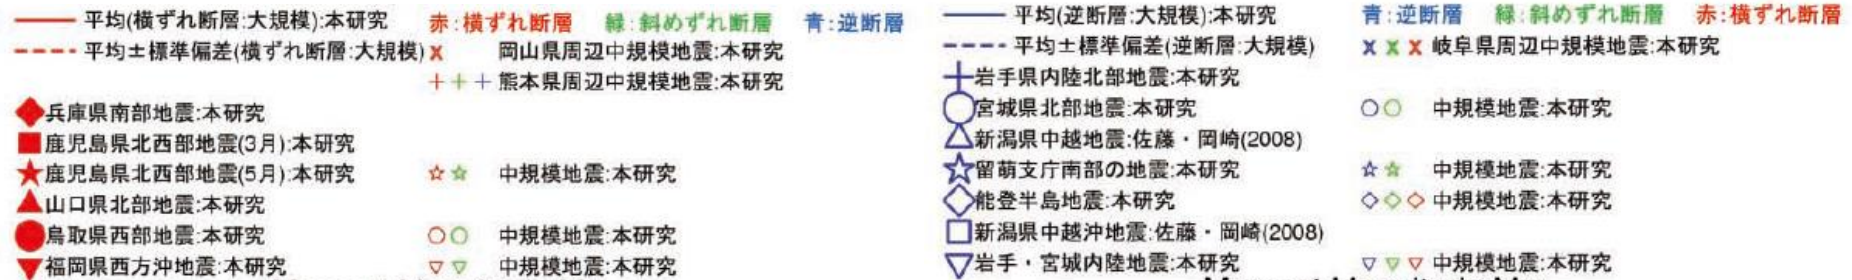 平均(横ずれ断層:大規模):本研究 赤:横ずれ断層 緑:斜めずれ断層 青:逆断層
平均±標準偏差(横ずれ断層:大規模) 岡山県周辺中規模地震:本研究
熊本県周辺中規模地震:本研究
兵庫県南部地震:本研究
鹿児島県北西部地震(3月):本研究
鹿児島県北西部地震(5月):本研究 中規模地震:本研究
山口県北部地震:本研究
鳥取県西部地震:本研究 中規模地震:本研究
福岡県西方沖地震:本研究 中規模地震:本研究
平均(逆断層:大規模):本研究 青:逆断層 緑:斜めずれ断層 赤:横ずれ断層
平均±標準偏差(逆断層:大規模) 岐阜県周辺中規模地震:本研究
岩手県内陸北部地震:本研究
宮城県北部地震:本研究 中規模地震:本研究
新潟県中越地震:佐藤・岡崎(2008)
留萌支庁南部の地震:本研究 中規模地震:本研究
能登半島地震:本研究 中規模地震:本研究
新潟県中越沖地震:佐藤・岡崎(2008)
岩手・宮城内陸地震:本研究 中規模地震:本研究